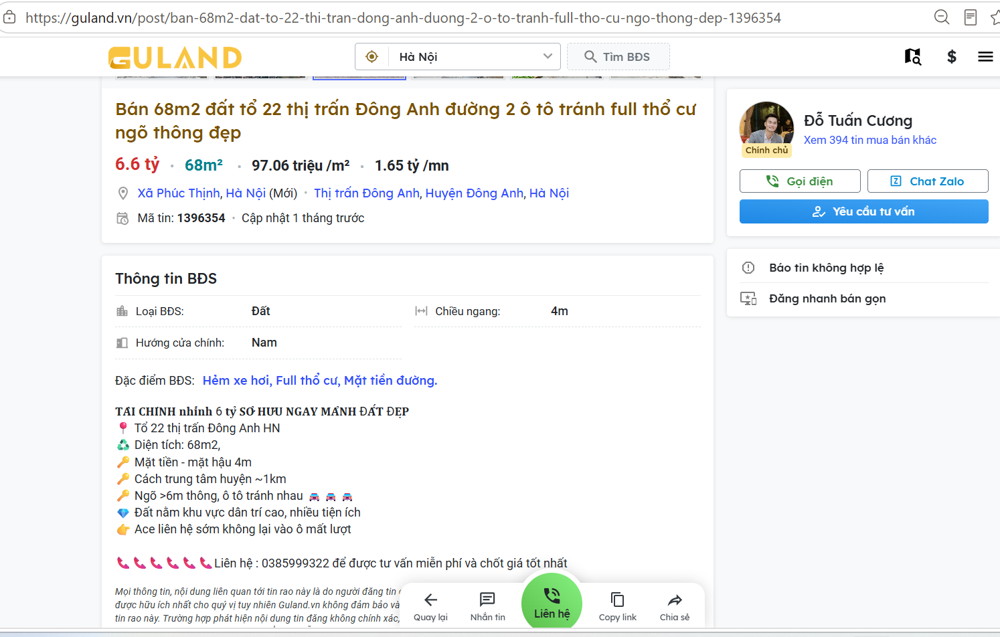 https://guland.vn/post/ban-68m2-dat-to-22-thi-tran-dong-anh-duong-2-o-to-tranh-full-tho-cu-ngo-thong-dep-1396354
GULAND
Hà Nội
Tìm BĐS
Bán 68m2 đất tổ 22 thị trấn Đông Anh đường 2 ô tô tránh full thổ cư
ngõ thông đẹp
6.6 tỷ · 68m² · 97.06 triệu /m² · 1.65 tỷ /mn
Xã Phúc Thịnh, Hà Nội (Mới) · Thị trấn Đông Anh, Huyện Đông Anh, Hà Nội
Mã tin: 1396354 · Cập nhật 1 tháng trước
Đỗ Tuấn Cương
Xem 394 tin mua bán khác
Chính chủ
Gọi điện
Chat Zalo
Yêu cầu tư vấn
Báo tin không hợp lệ
Đăng nhanh bán gọn
Thông tin BĐS
Loại BĐS: Đất
Chiều ngang: 4m
Hướng cửa chính: Nam
Đặc điểm BĐS: Hẻm xe hơi, Full thổ cư, Mặt tiền đường.
TÀI CHÍNH nhỉnh 6 tỷ SỞ HỮU NGAY MẢNH ĐẤT ĐẸP
📍 Tổ 22 thị trấn Đông Anh HN
♻️ Diện tích: 68m2,
🔑 Mặt tiền - mặt hậu 4m
🔑 Cách trung tâm huyện ~1km
🔑 Ngõ >6m thông, ô tô tránh nhau 🚘 🚘 🚘
💎 Đất nằm khu vực dân trí cao, nhiều tiện ích
👉 Ace liên hệ sớm không lại vào ô mất lượt
📞📞📞📞📞📞Liên hệ : 0385999322 để được tư vấn miễn phí và chốt giá tốt nhất
Mọi thông tin, nội dung liên quan tới tin rao này là do người đăng tin
được hữu ích nhất cho quý vị tuy nhiên Guland.vn không đảm bảo và
tin rao này. Trường hợp phát hiện nội dung tin đăng không chính xác,
Quay lại
Nhắn tin
Liên hệ
Copy link
Chia sẻ